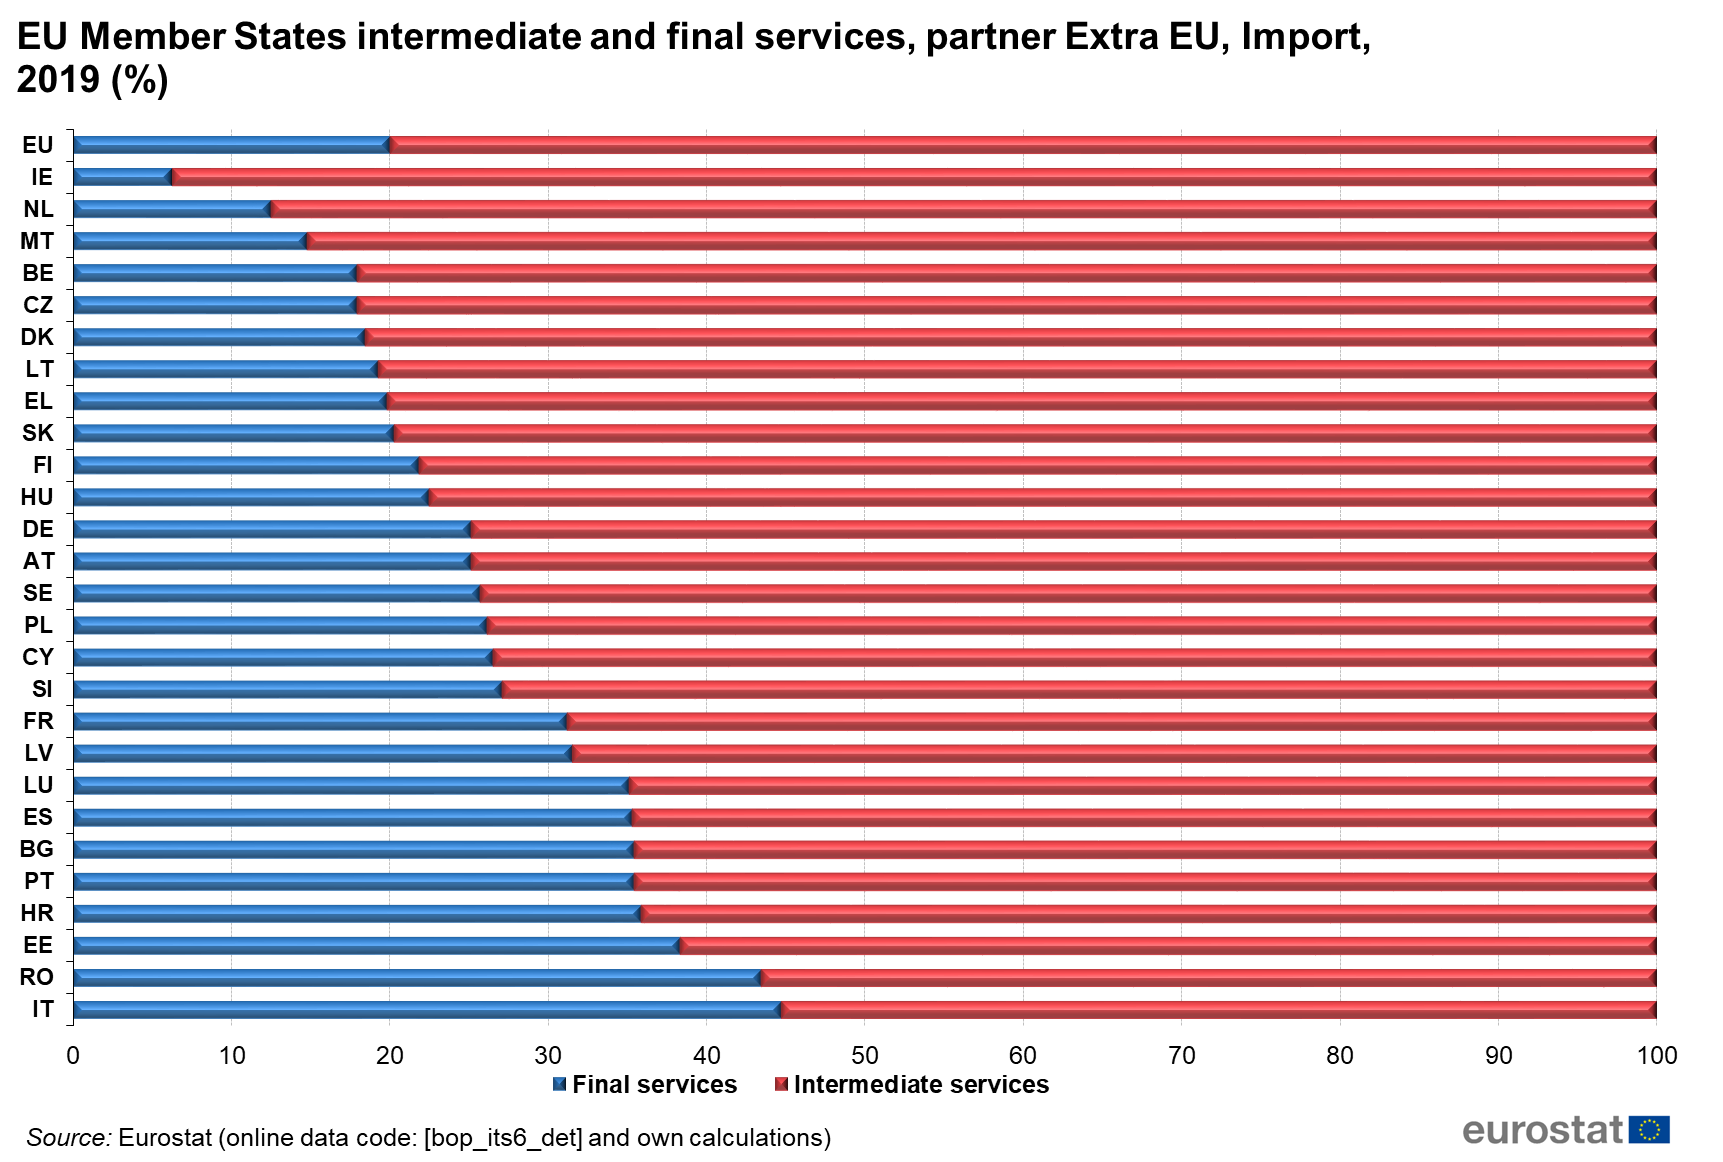 EU Member States intermediate and final services, partner Extra EU, Import,
2019 (%)
EU
IE
NL
MT
BE
CZ
DK
LT
EL
SK
FI
HU
DE
AT
SE
PL
CY
SI
FR
LV
LU
ES
BG
PT
HR
EE
RO
IT
0 10 20 30 40 50 60 70 80 90 100
Final services Intermediate services
Source: Eurostat (online data code: [bop_its6_det] and own calculations)
eurostat